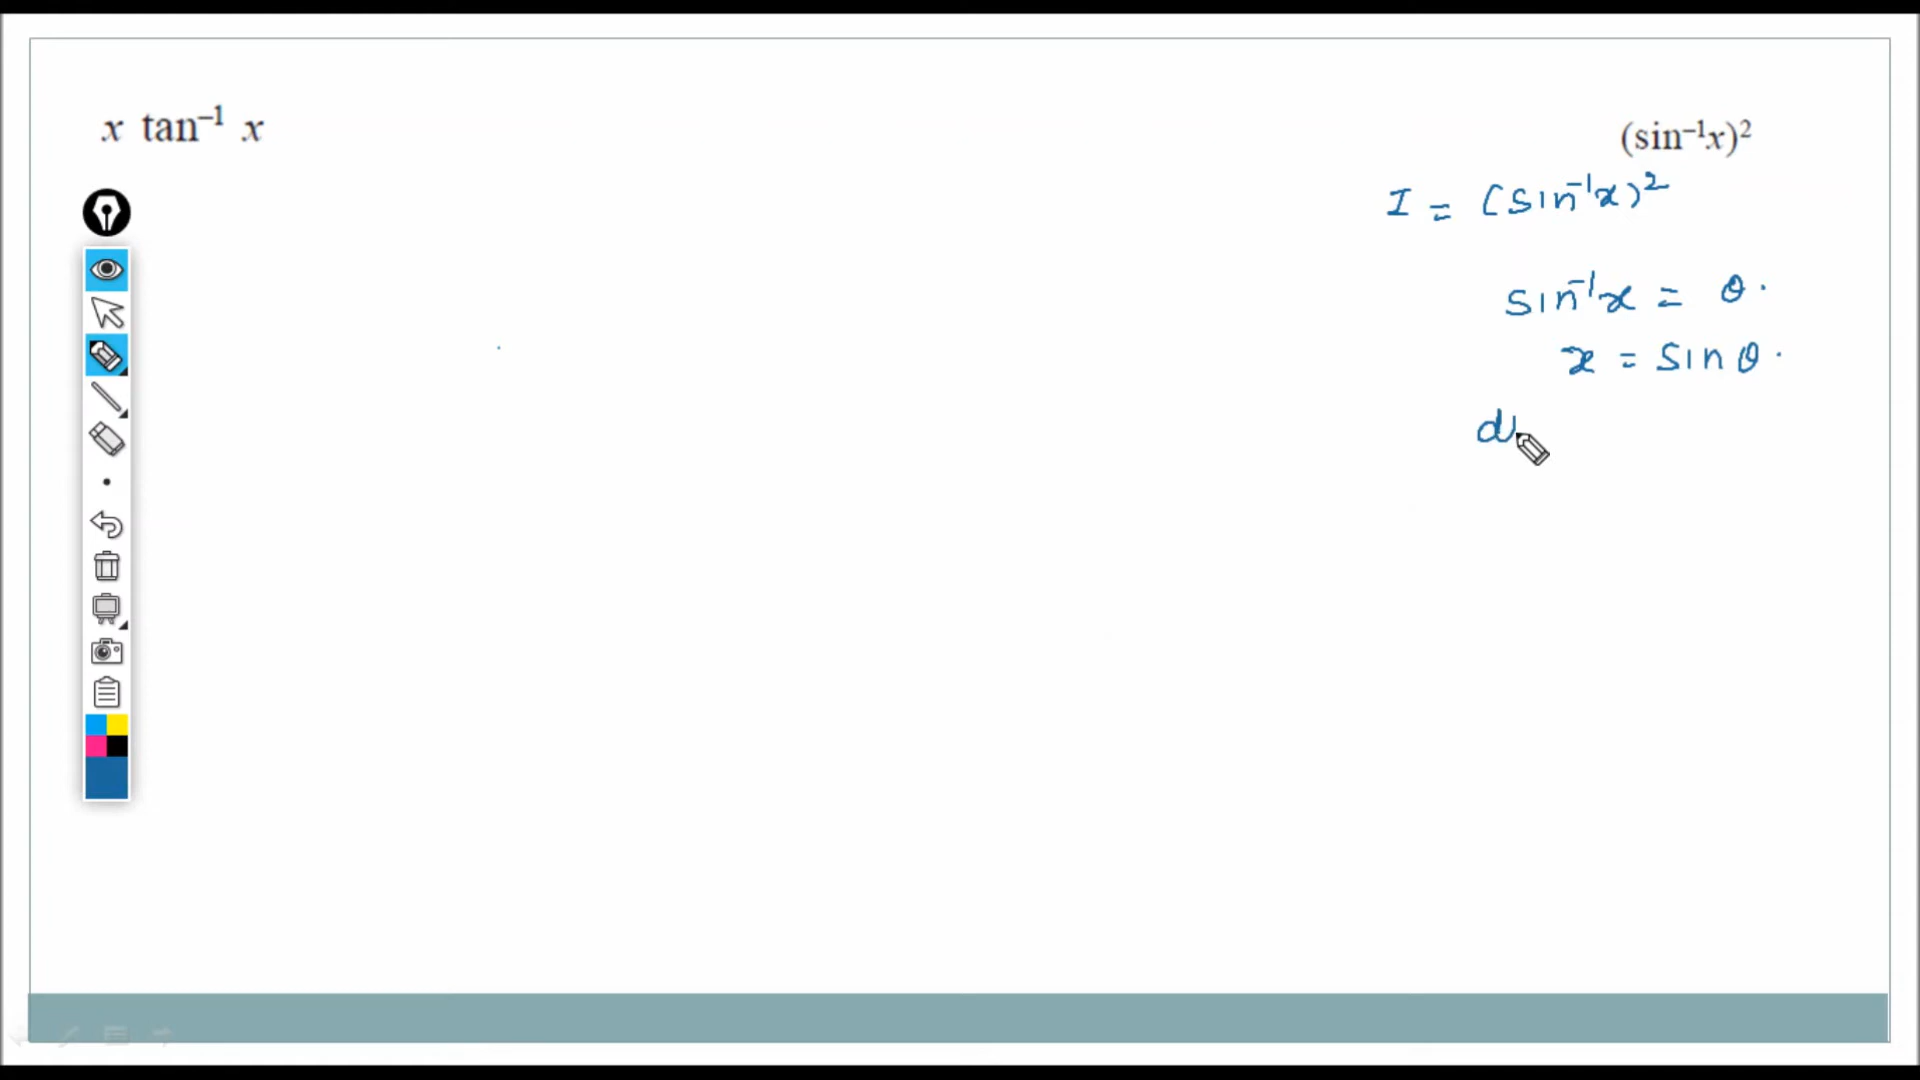 x tan⁻¹ x
(sin⁻¹x)²
I = (sin⁻¹x)²
sin⁻¹x = θ.
x = sin θ.
d